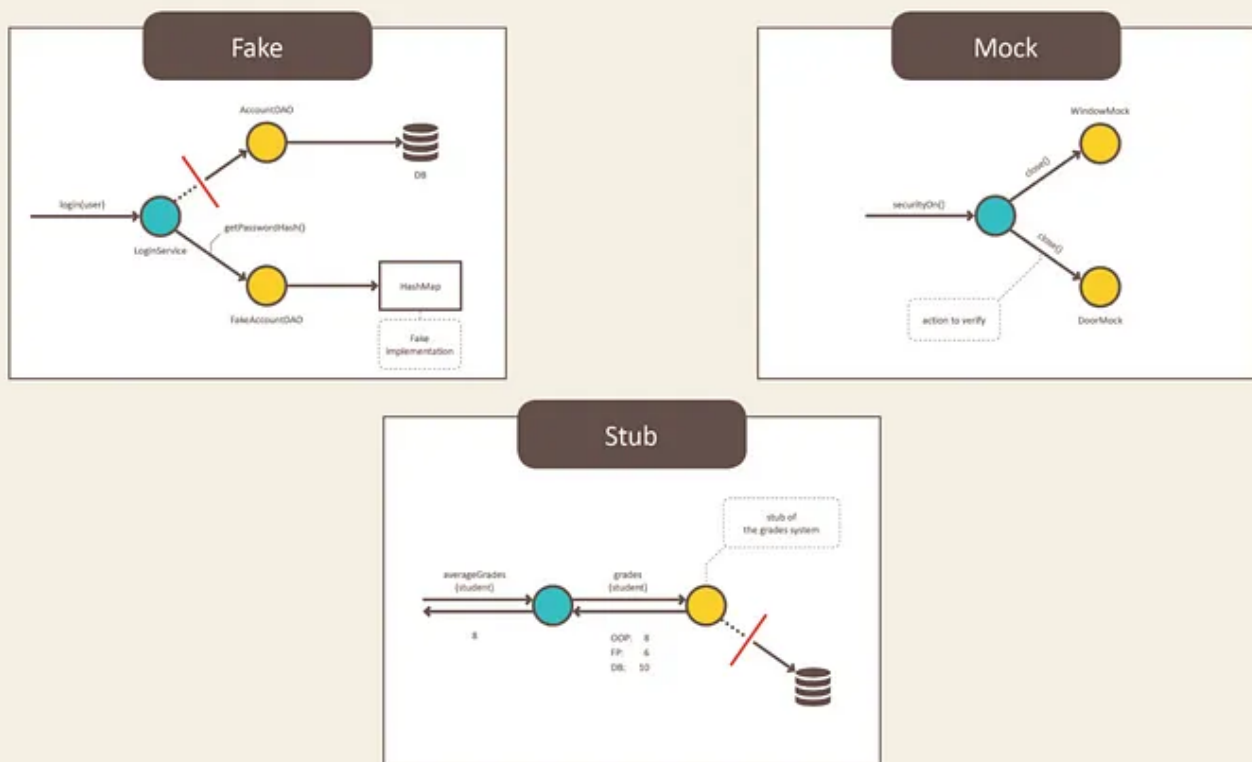 Fake
AccountDAO
DB
login(user)
getPasswordHash()
LoginService
HashMap
FakeAccountDAO
Fake
implementation
Mock
WindowMock
close()
securityOn()
close()
action to verify
DoorMock
Stub
stub of
the grades system
averageGrades
(student)
grades
(student)
8
OOP: 8
FP: 6
DB: 10